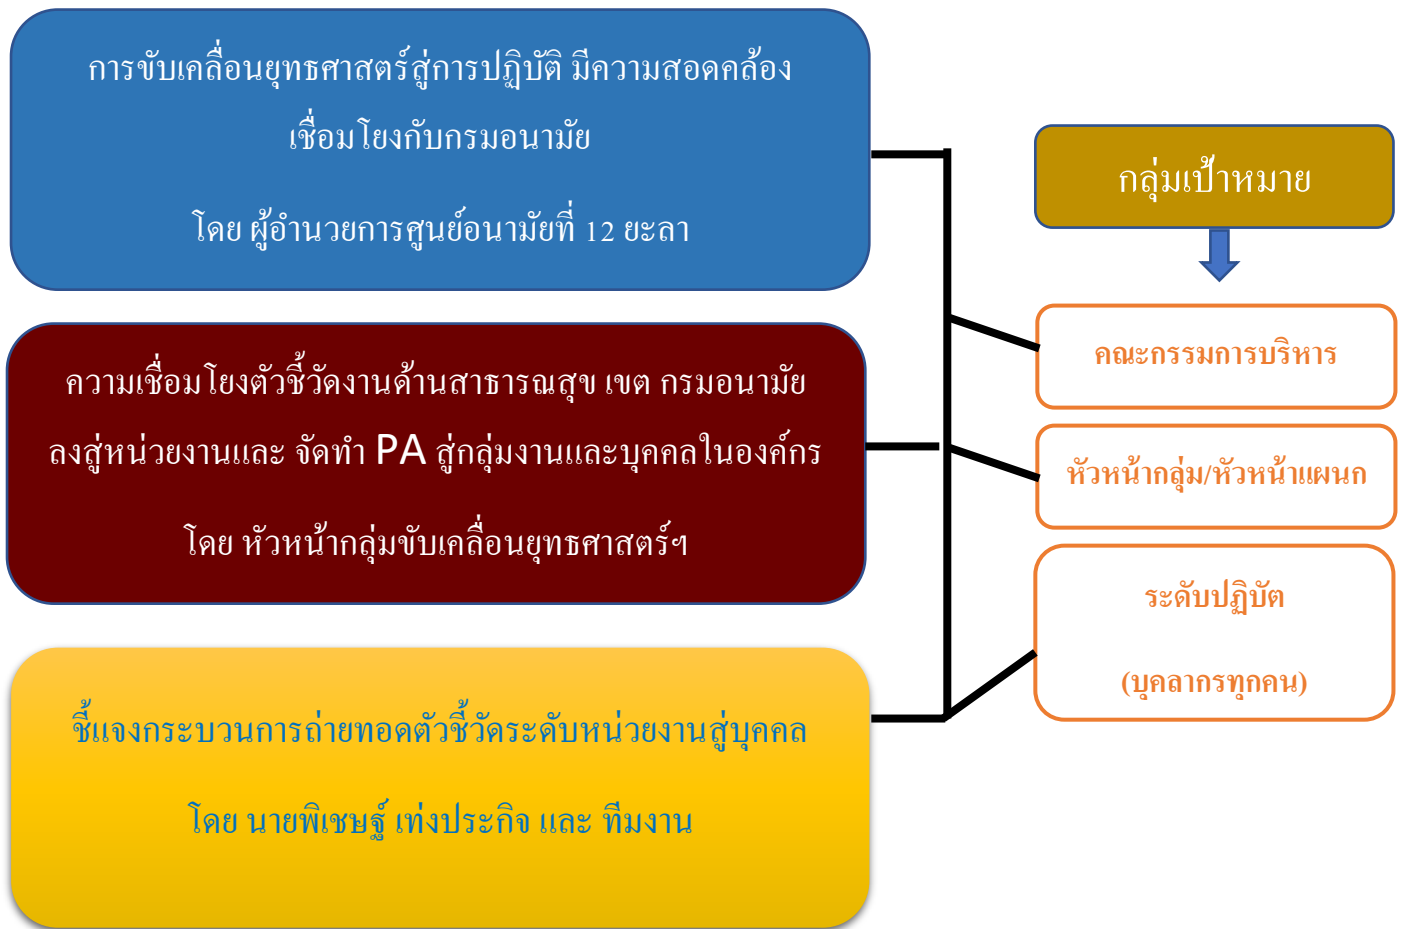 การขับเคลื่อนยุทธศาสตร์สู่การปฏิบัติ มีความสอดคล้อง
เชื่อมโยงกับกรมอนามัย
โดย ผู้อำนวยการศูนย์อนามัยที่ 12 ยะลา
ความเชื่อมโยงตัวชี้วัดงานด้านสาธารณสุข เขต กรมอนามัย
ลงสู่หน่วยงานและ จัดทำ PA สู่กลุ่มงานและบุคคลในองค์กร
โดย หัวหน้ากลุ่มขับเคลื่อนยุทธศาสตร์ฯ
ชี้แจงกระบวนการถ่ายทอดตัวชี้วัดระดับหน่วยงานสู่บุคคล
โดย นายพิเชษฐ์ เท่งประกิจ และ ทีมงาน
กลุ่มเป้าหมาย
คณะกรรมการบริหาร
หัวหน้ากลุ่ม/หัวหน้าแผนก
ระดับปฏิบัต
(บุคลากรทุกคน)